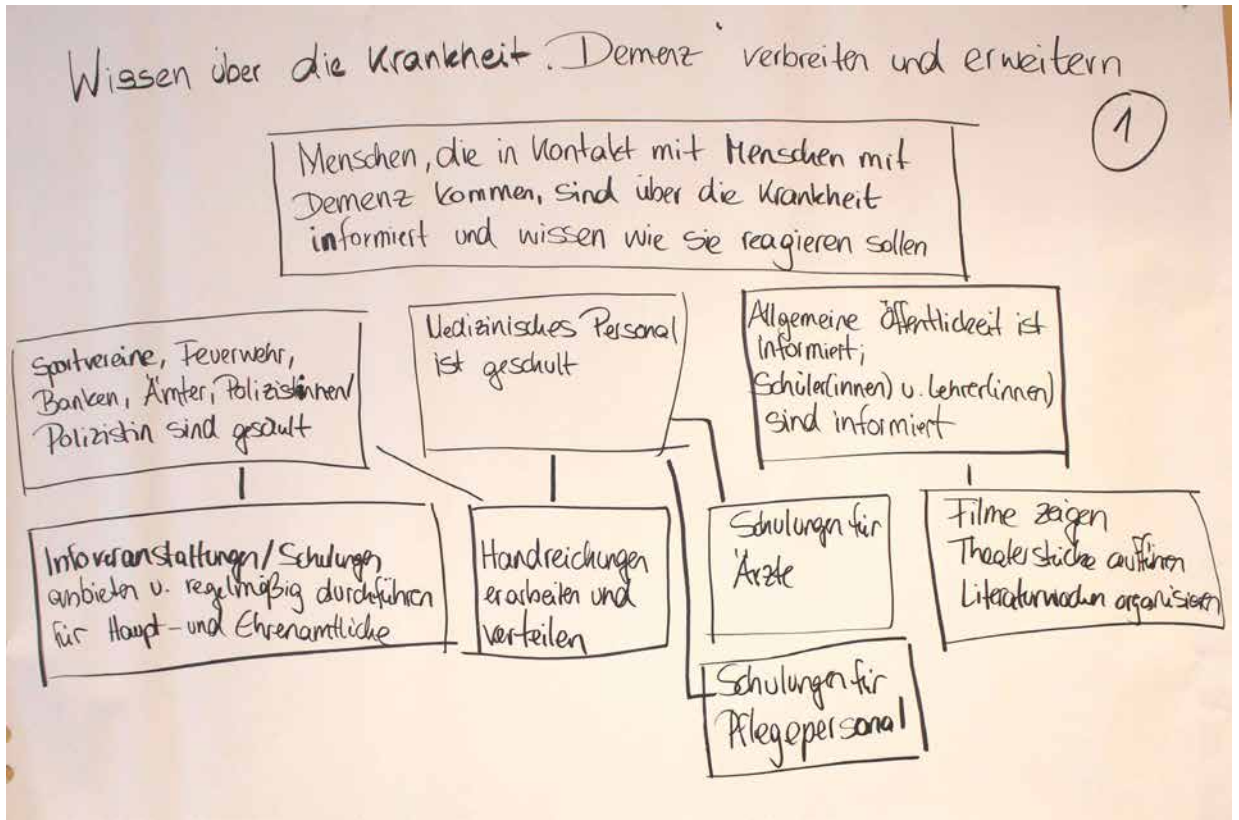 Wissen über die Krankheit "Demenz" verbreiten und erweitern
1
Menschen, die in Kontakt mit Menschen mit
Demenz kommen, sind über die Krankheit
informiert und wissen wie sie reagieren sollen
Sportvereine, Feuerwehr,
Banken, Ämter, Polizistinnen/
Polizistin sind geschult
Medizinisches Personal
ist geschult
Allgemeine Öffentlichkeit ist
informiert;
Schüler(innen) u. Lehrer(innen)
sind informiert
Infoveranstaltungen/Schulungen
anbieten u. regelmäßig durchführen
für Haupt- und Ehrenamtliche
Handreichungen
erarbeiten und
verteilen
Schulungen für
Ärzte
Schulungen für
Pflegepersonal
Filme zeigen
Theaterstücke aufführen
Literaturwochen organisieren